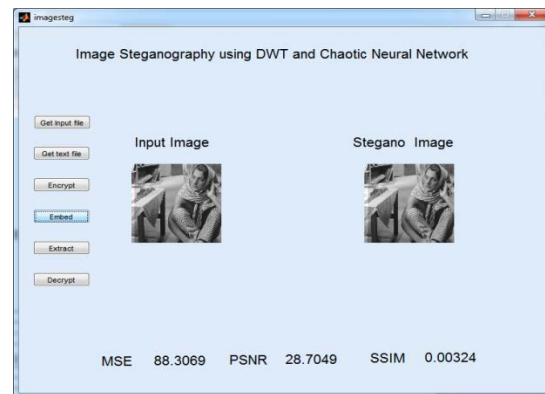 imagesteg
Image Steganography using DWT and Chaotic Neural Network
Get input file
Get text file
Encrypt
Embed
Extract
Decrypt
Input Image
Stegano Image
MSE 88.3069 PSNR 28.7049 SSIM 0.00324